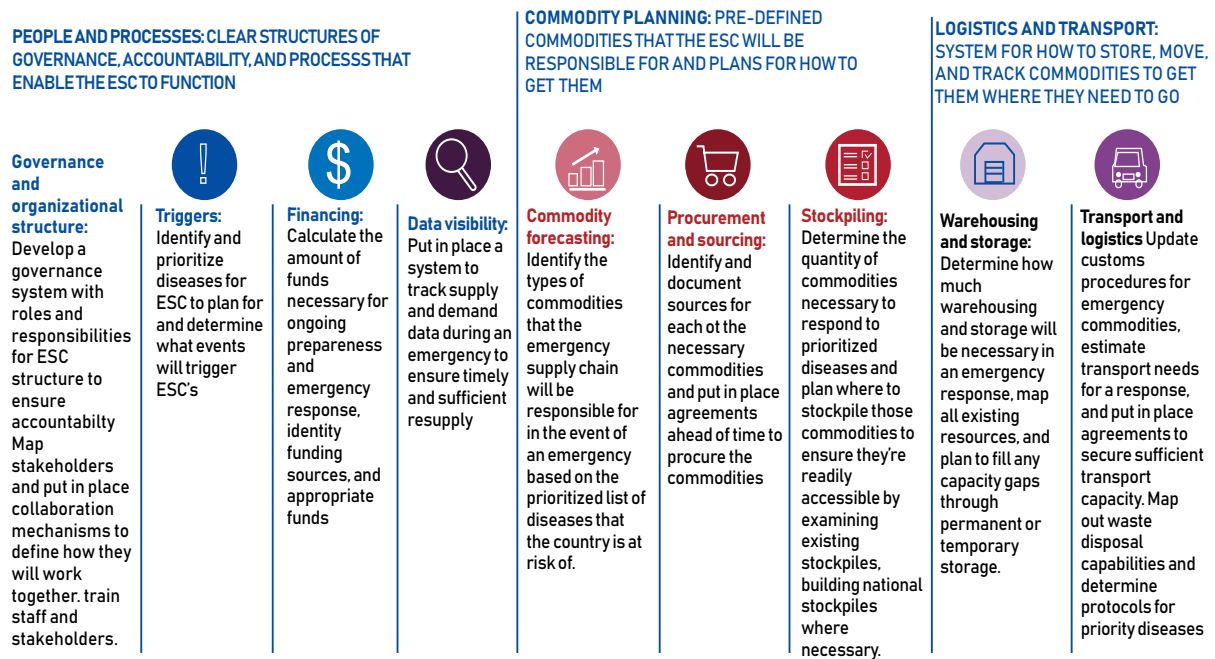 PEOPLE AND PROCESSES: CLEAR STRUCTURES OF
GOVERNANCE, ACCOUNTABILITY, AND PROCESSS THAT
ENABLE THE ESC TO FUNCTION
COMMODITY PLANNING: PRE-DEFINED
COMMODITIES THAT THE ESC WILL BE
RESPONSIBLE FOR AND PLANS FOR HOW TO
GET THEM
LOGISTICS AND TRANSPORT:
SYSTEM FOR HOW TO STORE, MOVE,
AND TRACK COMMODITIES TO GET
THEM WHERE THEY NEED TO GO
Governance
and
organizational
structure:
Develop a
governance
system with
roles and
responsibilities
for ESC
structure to
ensure
accountabilty
Map
stakeholders
and put in place
collaboration
mechanisms to
define how they
will work
together. train
staff and
stakeholders.
Triggers:
Identify and
prioritize
diseases for
ESC to plan for
and determine
what events
will trigger
ESC's
Financing:
Calculate the
amount of
funds
necessary for
ongoing
prepareness
and
emergency
response,
identity
funding
sources, and
appropriate
funds
Data visibility:
Put in place a
system to
track supply
and demand
data during an
emergency to
ensure timely
and sufficient
resupply
Commodity
forecasting:
Identify the
types of
commodities
that the
emergency
supply chain
will be
responsible for
in the event of
an emergency
based on the
prioritized list of
diseases that
the country is at
risk of.
Procurement
and sourcing:
Identify and
document
sources for
each ot the
necessary
commodities
and put in place
agreements
ahead of time to
procure the
commodities
Stockpiling:
Determine the
quantity of
commodities
necessary to
respond to
prioritized
diseases and
plan where to
stockpile those
commodities to
ensure they're
readily
accessible by
examining
existing
stockpiles,
building national
stockpiles
where
necessary.
Warehousing
and storage:
Determine how
much
warehousing
and storage will
be necessary in
an emergency
response, map
all existing
resources, and
plan to fill any
capacity gaps
through
permanent or
temporary
storage.
Transport and
logistics Update
customs
procedures for
emergency
commodities,
estimate
transport needs
for a response,
and put in place
agreements to
secure sufficient
transport
capacity. Map
out waste
disposal
capabilities and
determine
protocols for
priority diseases